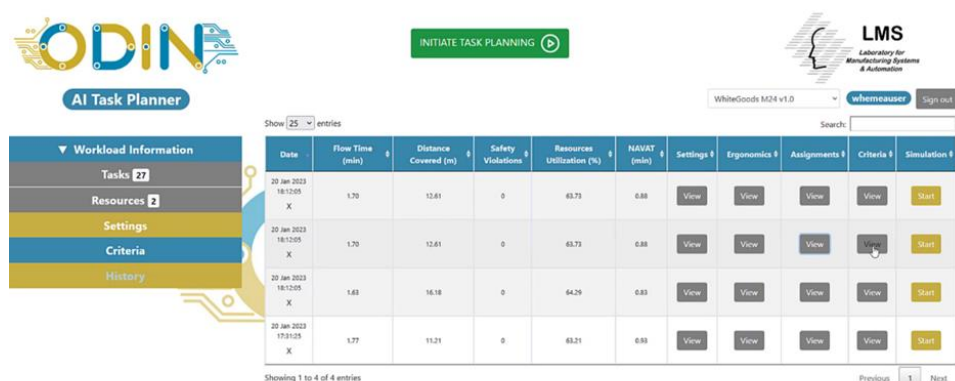 ODIN
AI Task Planner
INITIATE TASK PLANNING
LMS
Laboratory for
Manufacturing Systems
& Automation
WhiteGoods M24 v1.0
whemeauser
Sign out
Show 25 entries
Search:
▼ Workload Information
Tasks 27
Resources 2
Settings
Criteria
History
Date Flow Time (min) Distance Covered (m) Safety Violations Resources Utilization (%) NAVAT (min) Settings Ergonomics Assignments Criteria Simulation
20 Jan 2023 18:12:05 X 1.70 12.61 0 63.73 0.88 View View View View Start
20 Jan 2023 18:12:05 X 1.70 12.61 0 63.73 0.88 View View View View Start
20 Jan 2023 18:12:05 X 1.63 16.18 0 64.29 0.83 View View View View Start
20 Jan 2023 17:31:25 X 1.77 11.21 0 63.21 0.93 View View View View Start
Showing 1 to 4 of 4 entries
Previous 1 Next